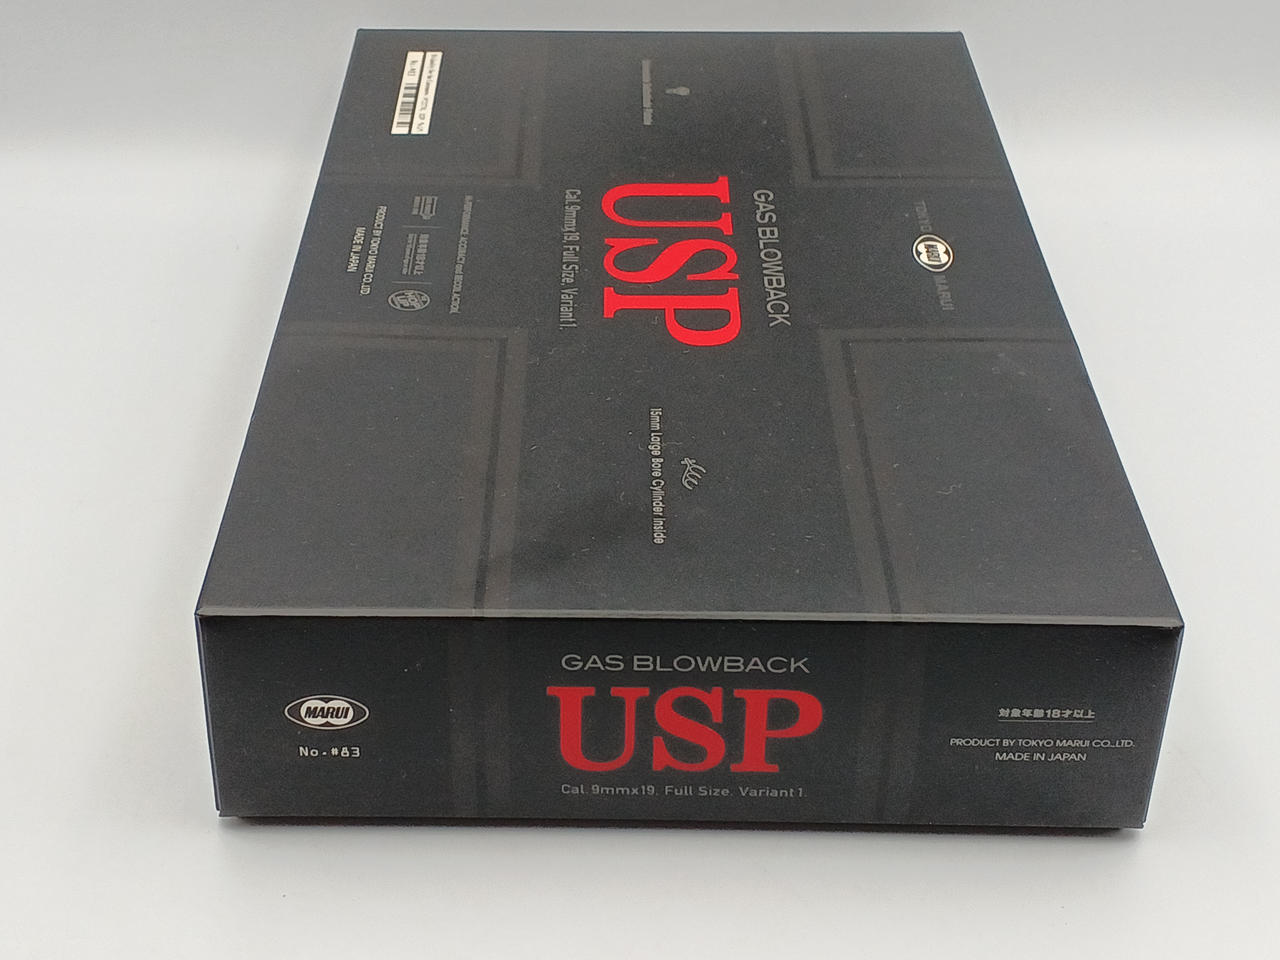 GAS BLOWBACK
USP
Cal. 9mmx19. Full Size. Variant 1.
TOKYO MARUI MARUI
15mm Large Bore Cylinder Inside
PRODUCT BY TOKYO MARUI CO.,LTD.
MADE IN JAPAN
GAS BLOWBACK
USP
Cal. 9mmx19. Full Size. Variant 1.
MARUI
No.#83
対象年齢18才以上
PRODUCT BY TOKYO MARUI CO.,LTD.
MADE IN JAPAN